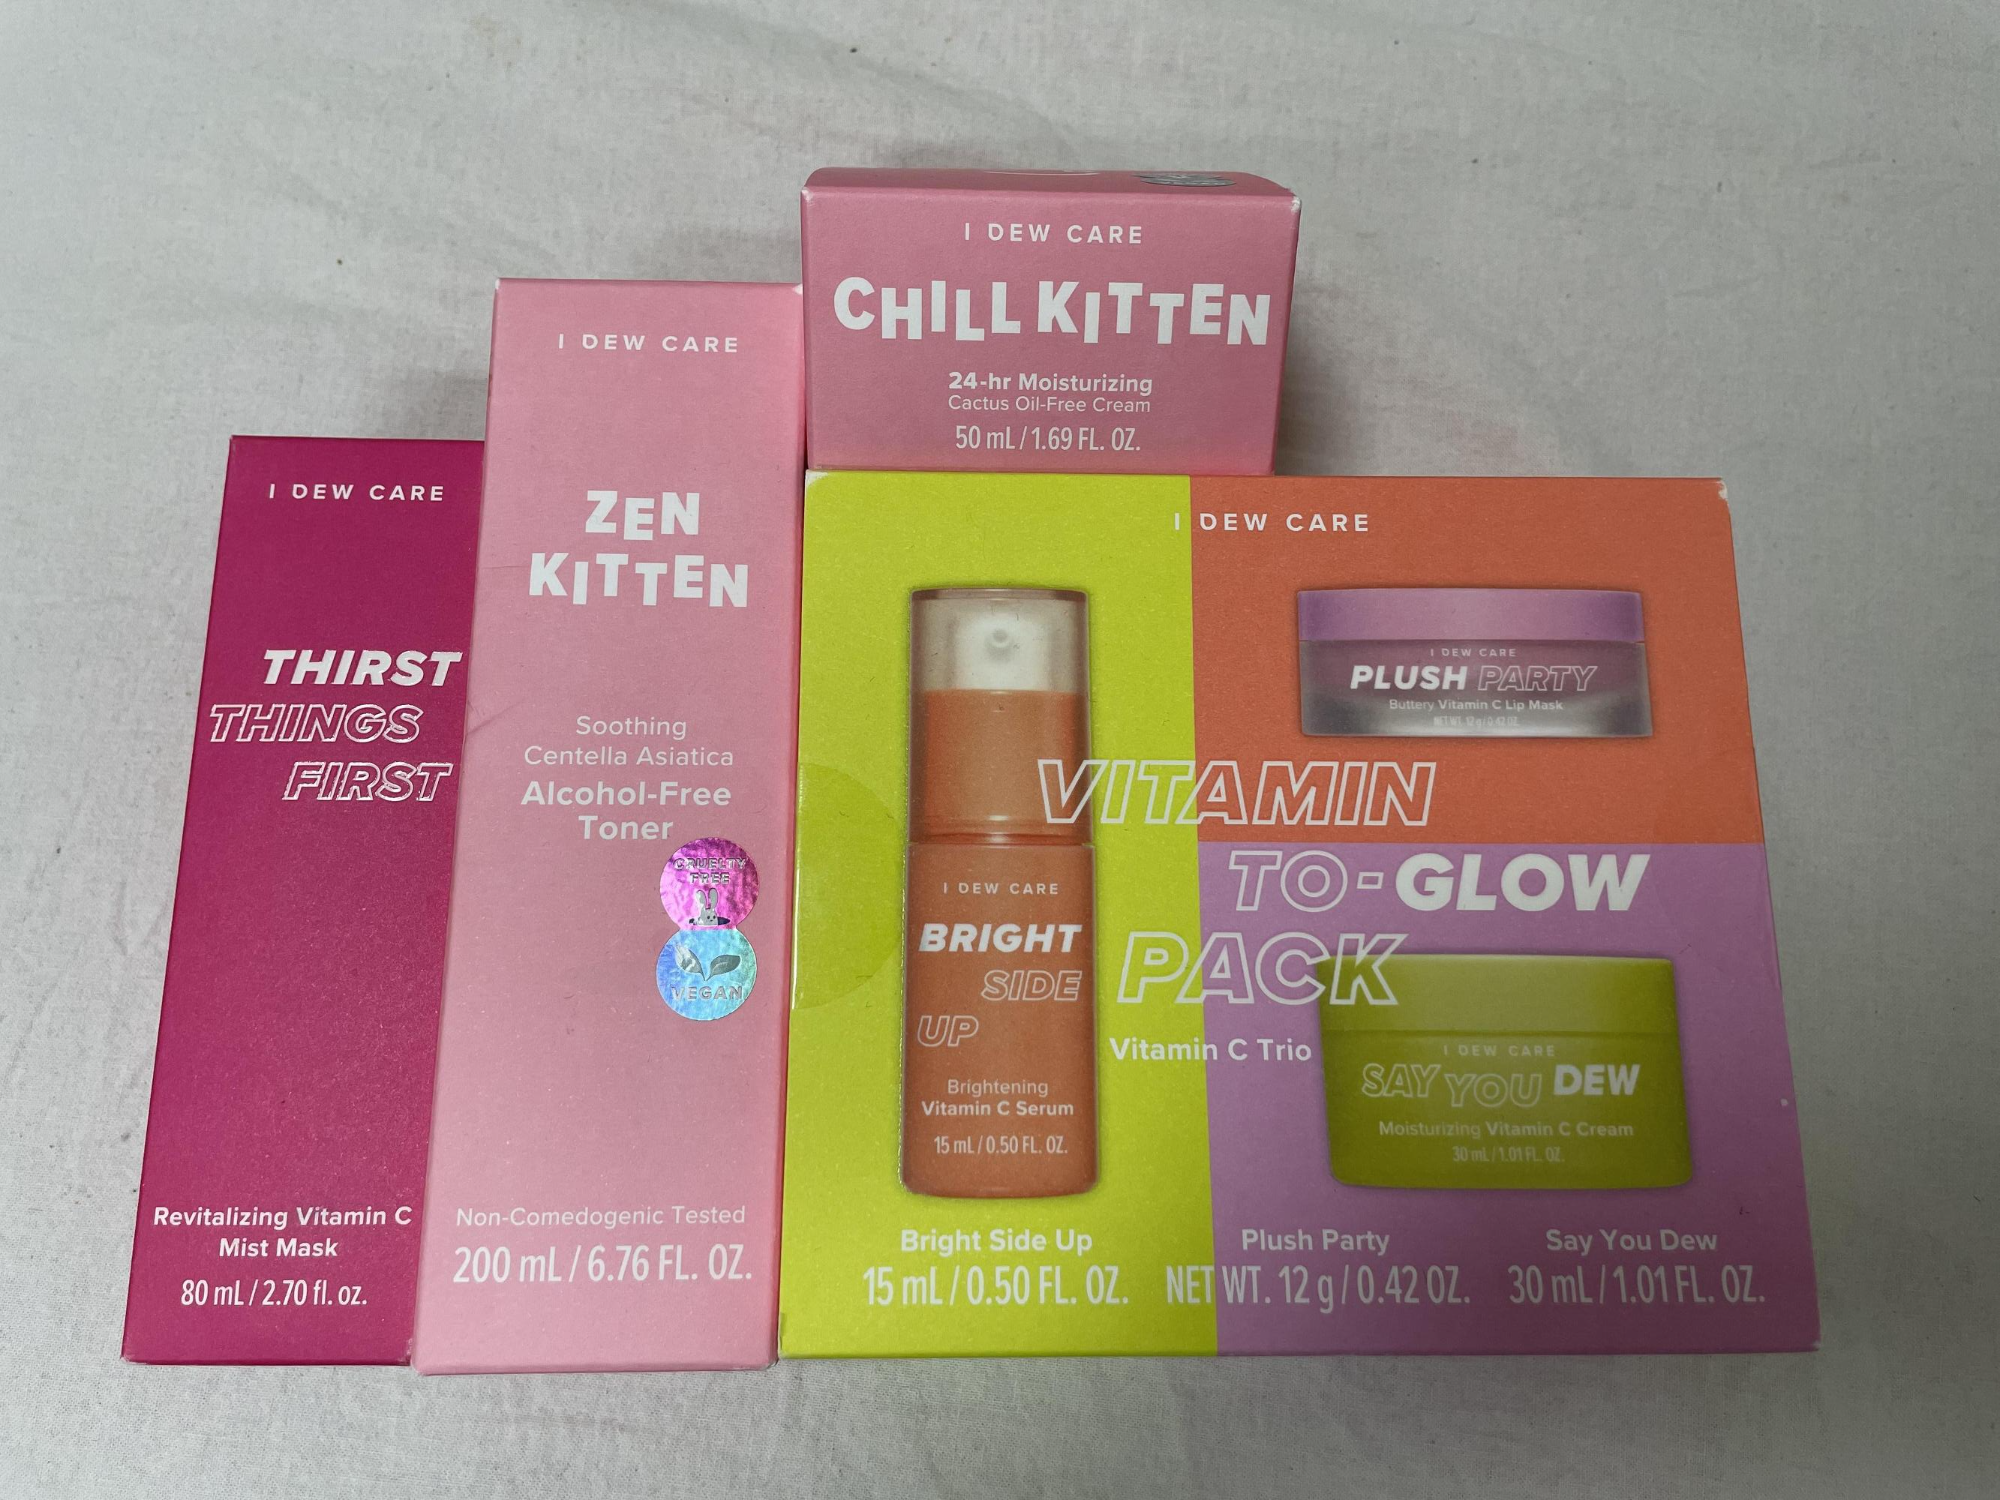 I DEW CARE
THIRST
THINGS
FIRST
Revitalizing Vitamin C
Mist Mask
80 mL / 2.70 fl. oz.
I DEW CARE
ZEN
KITTEN
Soothing
Centella Asiatica
Alcohol-Free
Toner
CRUELTY
FREE
VEGAN
Non-Comedogenic Tested
200 mL / 6.76 FL. OZ.
I DEW CARE
CHILL KITTEN
24-hr Moisturizing
Cactus Oil-Free Cream
50 mL / 1.69 FL. OZ.
I DEW CARE
VITAMIN
TO-GLOW
PACK
Vitamin C Trio
I DEW CARE
BRIGHT
SIDE
UP
Brightening
Vitamin C Serum
15 mL / 0.50 FL. OZ.
I DEW CARE
PLUSH PARTY
Buttery Vitamin C Lip Mask
NET WT. 12 g / 0.42 OZ.
I DEW CARE
SAY YOU DEW
Moisturizing Vitamin C Cream
30 mL / 1.01 FL. OZ.
Bright Side Up
15 mL / 0.50 FL. OZ.
Plush Party
NET WT. 12 g / 0.42 OZ.
Say You Dew
30 mL / 1.01 FL. OZ.